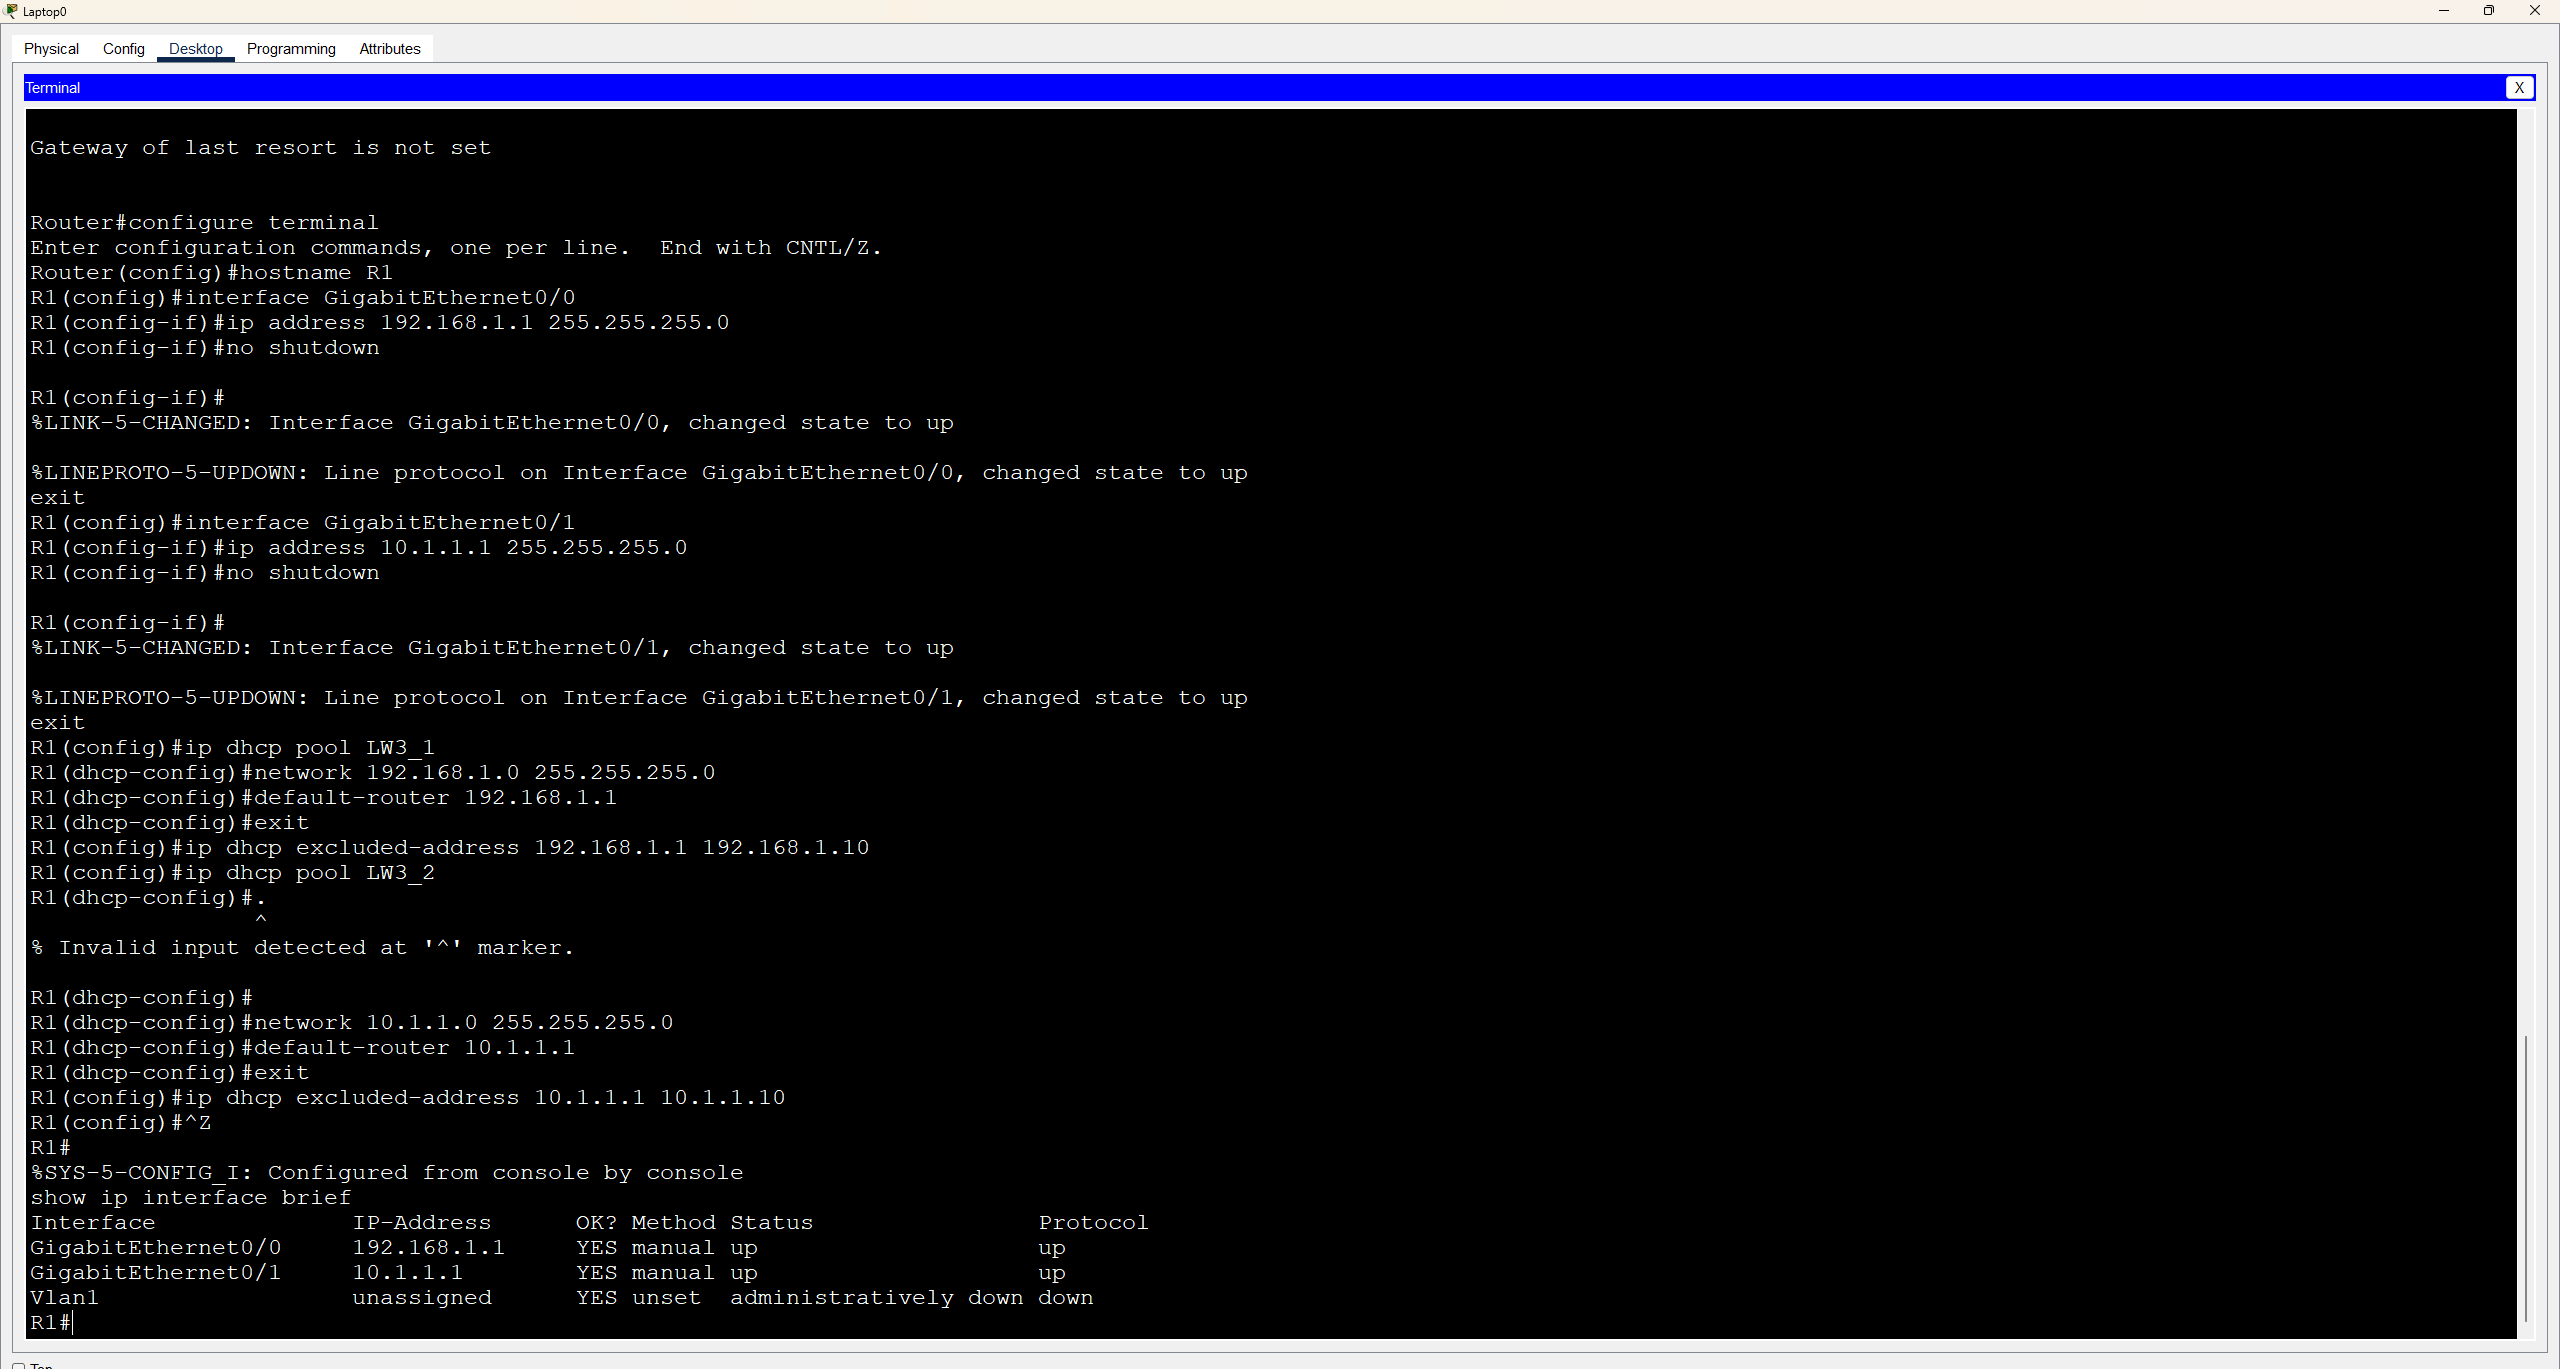 Laptop0
Physical Config Desktop Programming Attributes
Terminal X
Gateway of last resort is not set
Router#configure terminal
Enter configuration commands, one per line.  End with CNTL/Z.
Router(config)#hostname R1
R1(config)#interface GigabitEthernet0/0
R1(config-if)#ip address 192.168.1.1 255.255.255.0
R1(config-if)#no shutdown
R1(config-if)#
%LINK-5-CHANGED: Interface GigabitEthernet0/0, changed state to up
%LINEPROTO-5-UPDOWN: Line protocol on Interface GigabitEthernet0/0, changed state to up
exit
R1(config)#interface GigabitEthernet0/1
R1(config-if)#ip address 10.1.1.1 255.255.255.0
R1(config-if)#no shutdown
R1(config-if)#
%LINK-5-CHANGED: Interface GigabitEthernet0/1, changed state to up
%LINEPROTO-5-UPDOWN: Line protocol on Interface GigabitEthernet0/1, changed state to up
exit
R1(config)#ip dhcp pool LW3_1
R1(dhcp-config)#network 192.168.1.0 255.255.255.0
R1(dhcp-config)#default-router 192.168.1.1
R1(dhcp-config)#exit
R1(config)#ip dhcp excluded-address 192.168.1.1 192.168.1.10
R1(config)#ip dhcp pool LW3_2
R1(dhcp-config)#.
^
% Invalid input detected at '^' marker.
R1(dhcp-config)#
R1(dhcp-config)#network 10.1.1.0 255.255.255.0
R1(dhcp-config)#default-router 10.1.1.1
R1(dhcp-config)#exit
R1(config)#ip dhcp excluded-address 10.1.1.1 10.1.1.10
R1(config)#^Z
R1#
%SYS-5-CONFIG_I: Configured from console by console
show ip interface brief
Interface              IP-Address      OK? Method Status                Protocol
GigabitEthernet0/0     192.168.1.1     YES manual up                    up
GigabitEthernet0/1     10.1.1.1        YES manual up                    up
Vlan1                  unassigned      YES unset  administratively down down
R1#